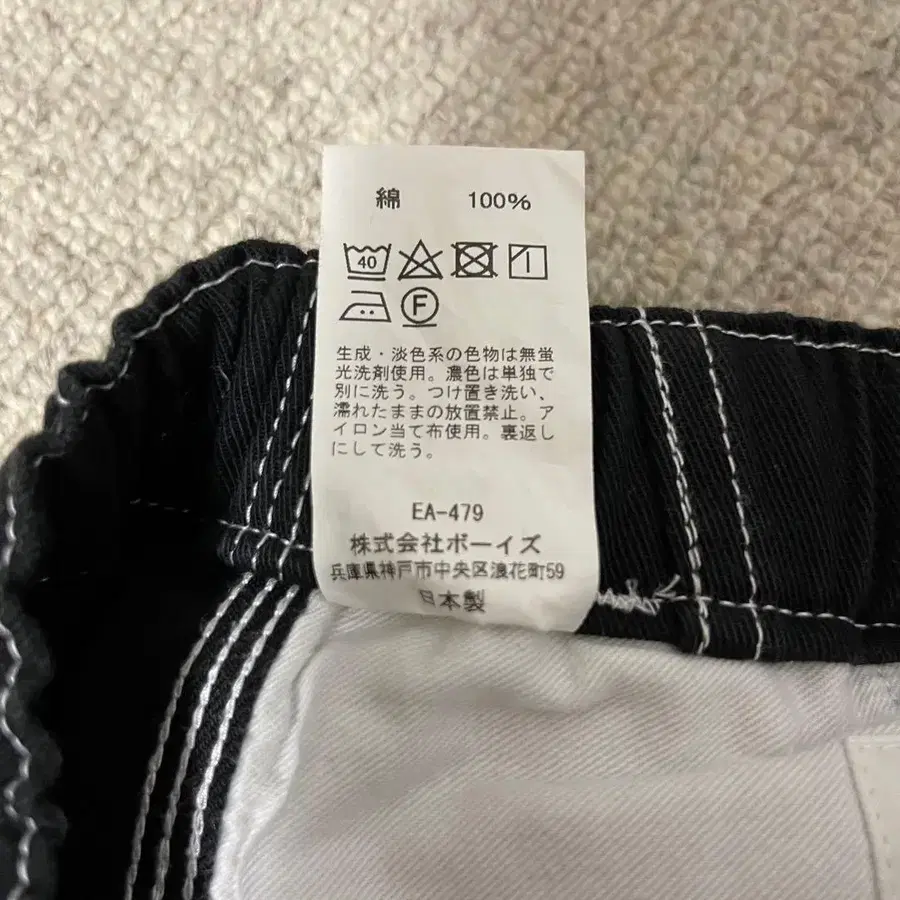 綿 100%
40
F
生成・淡色系の色物は無蛍
光洗剤使用。濃色は単独で
別に洗う。つけ置き洗い、
濡れたままの放置禁止。ア
イロン当て布使用。裏返し
にして洗う。
EA-479
株式会社ボーイズ
兵庫県神戸市中央区浪花町59
日本製